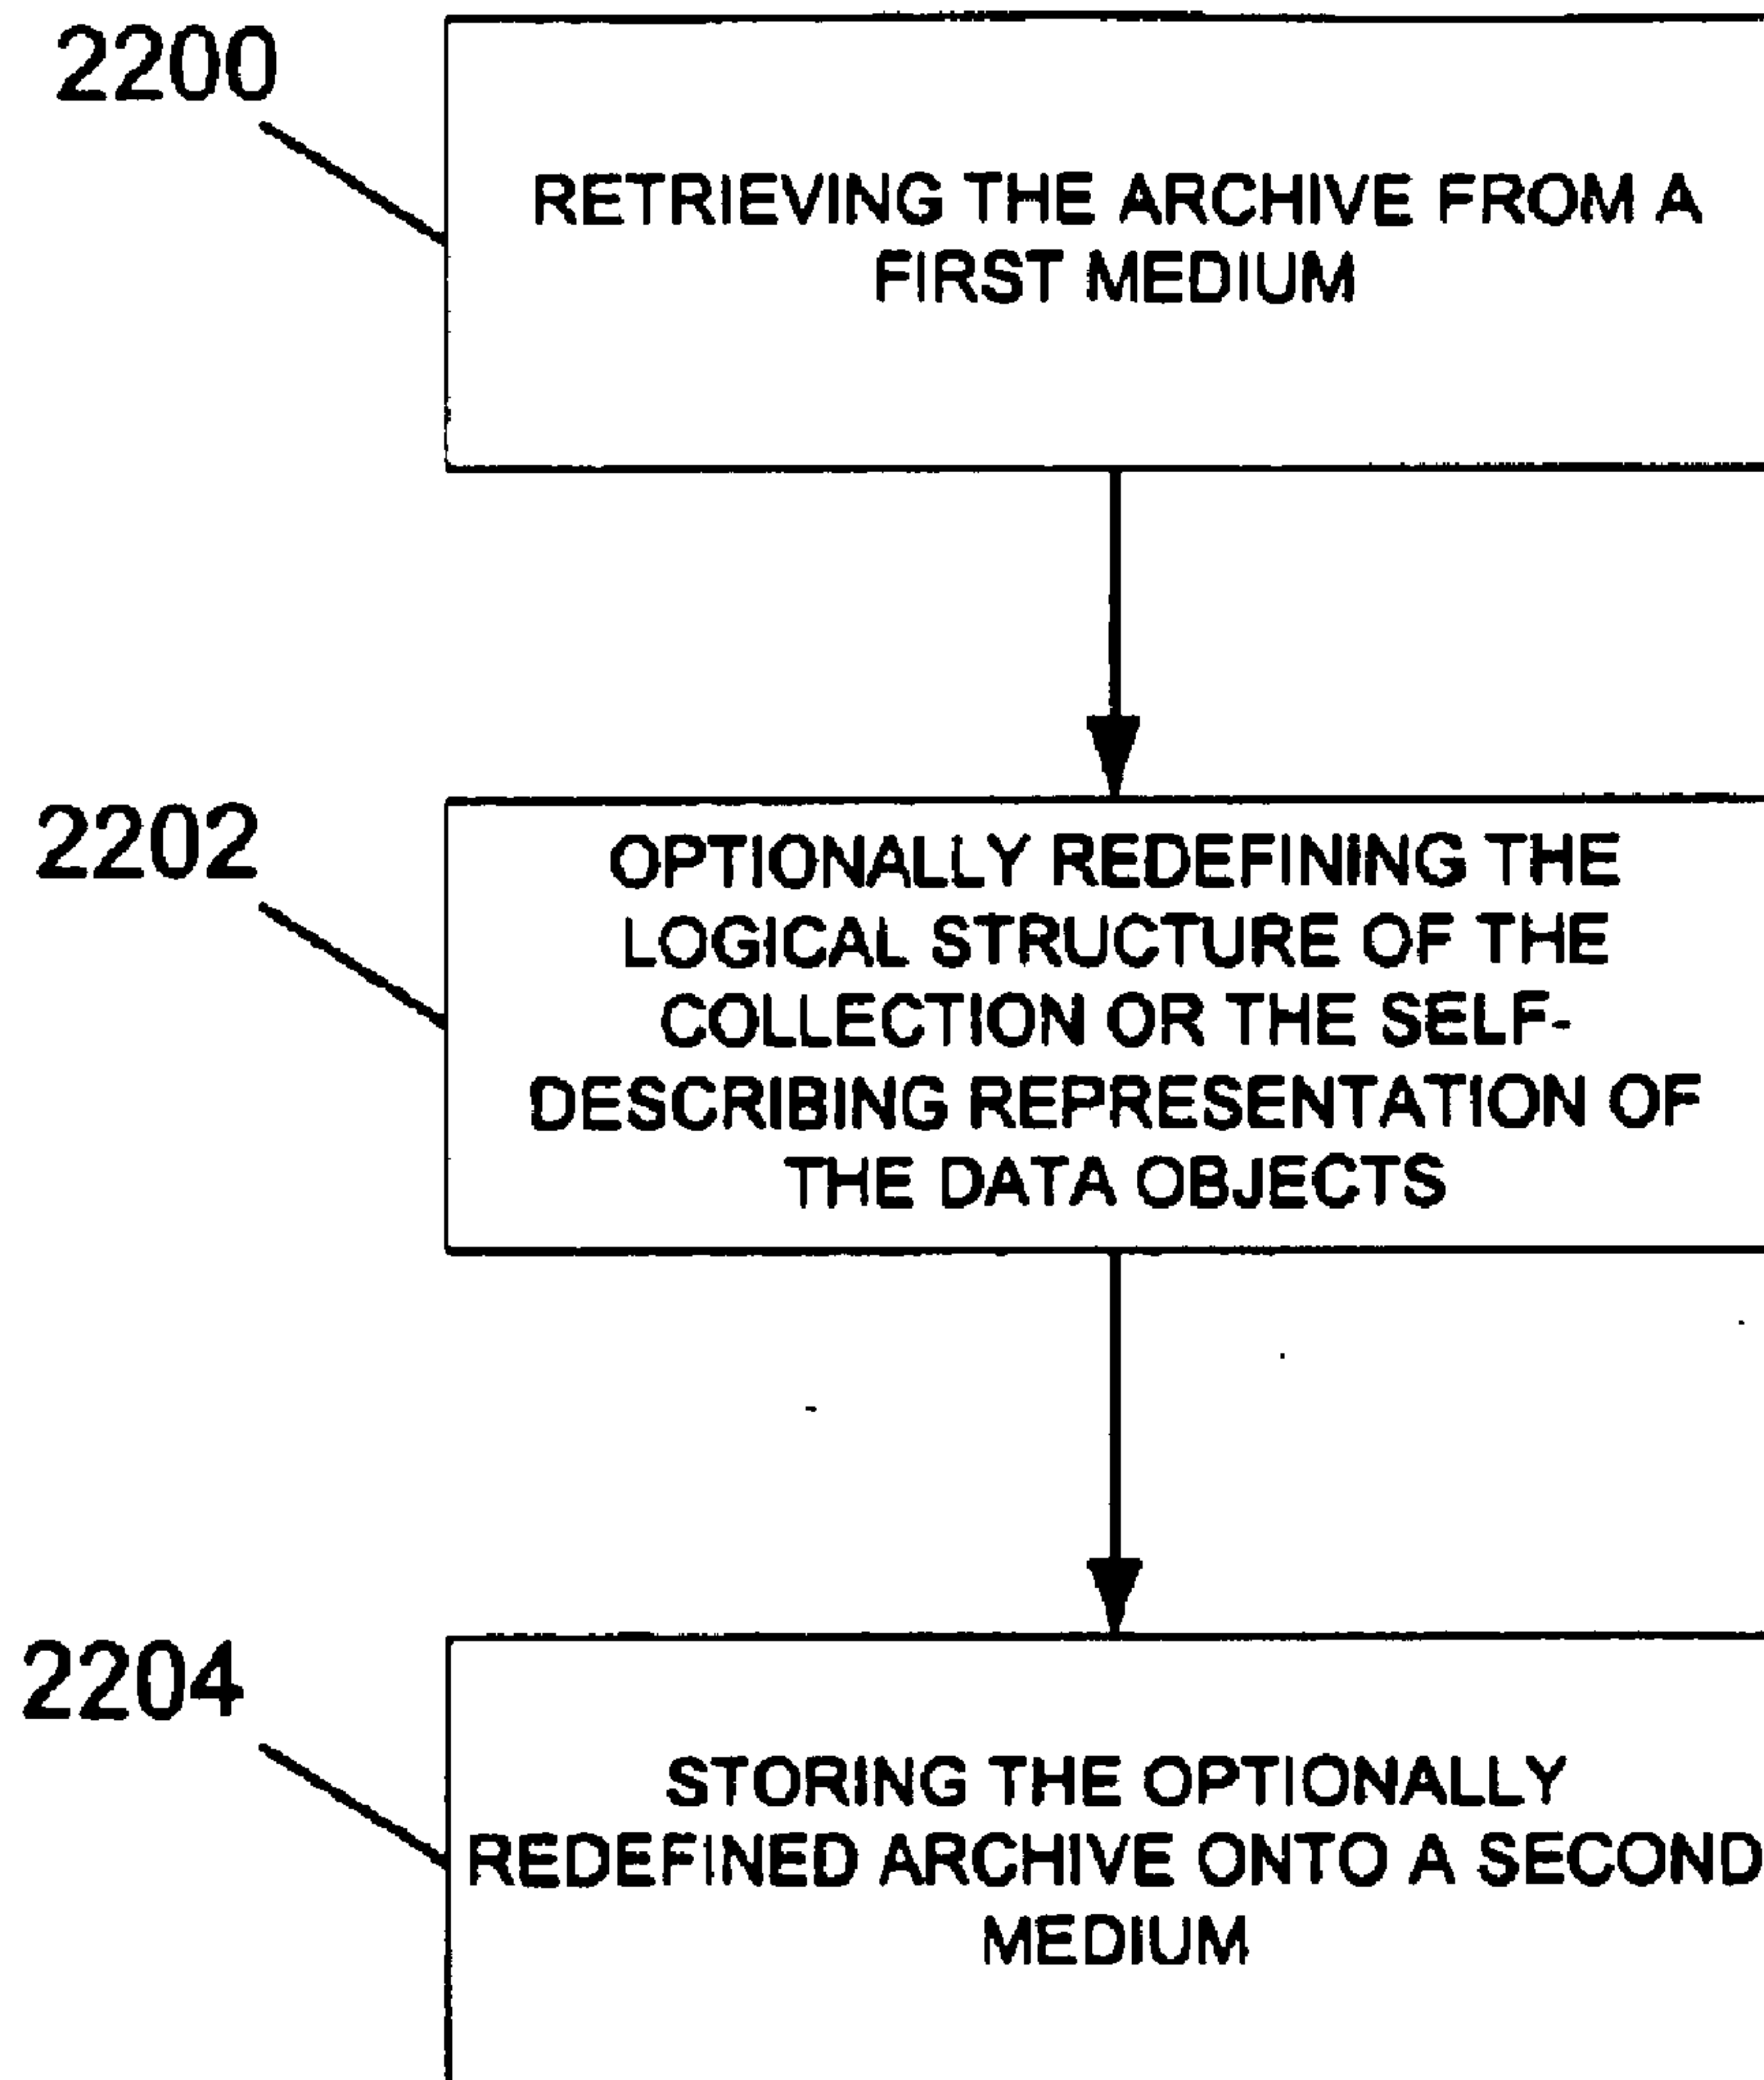 2200
RETRIEVING THE ARCHIVE FROM A
FIRST MEDIUM
2202
OPTIONALLY REDEFINING THE
LOGICAL STRUCTURE OF THE
COLLECTION OR THE SELF-
DESCRIBING REPRESENTATION OF
THE DATA OBJECTS
2204
STORING THE OPTIONALLY
REDEFINED ARCHIVE ONTO A SECOND
MEDIUM